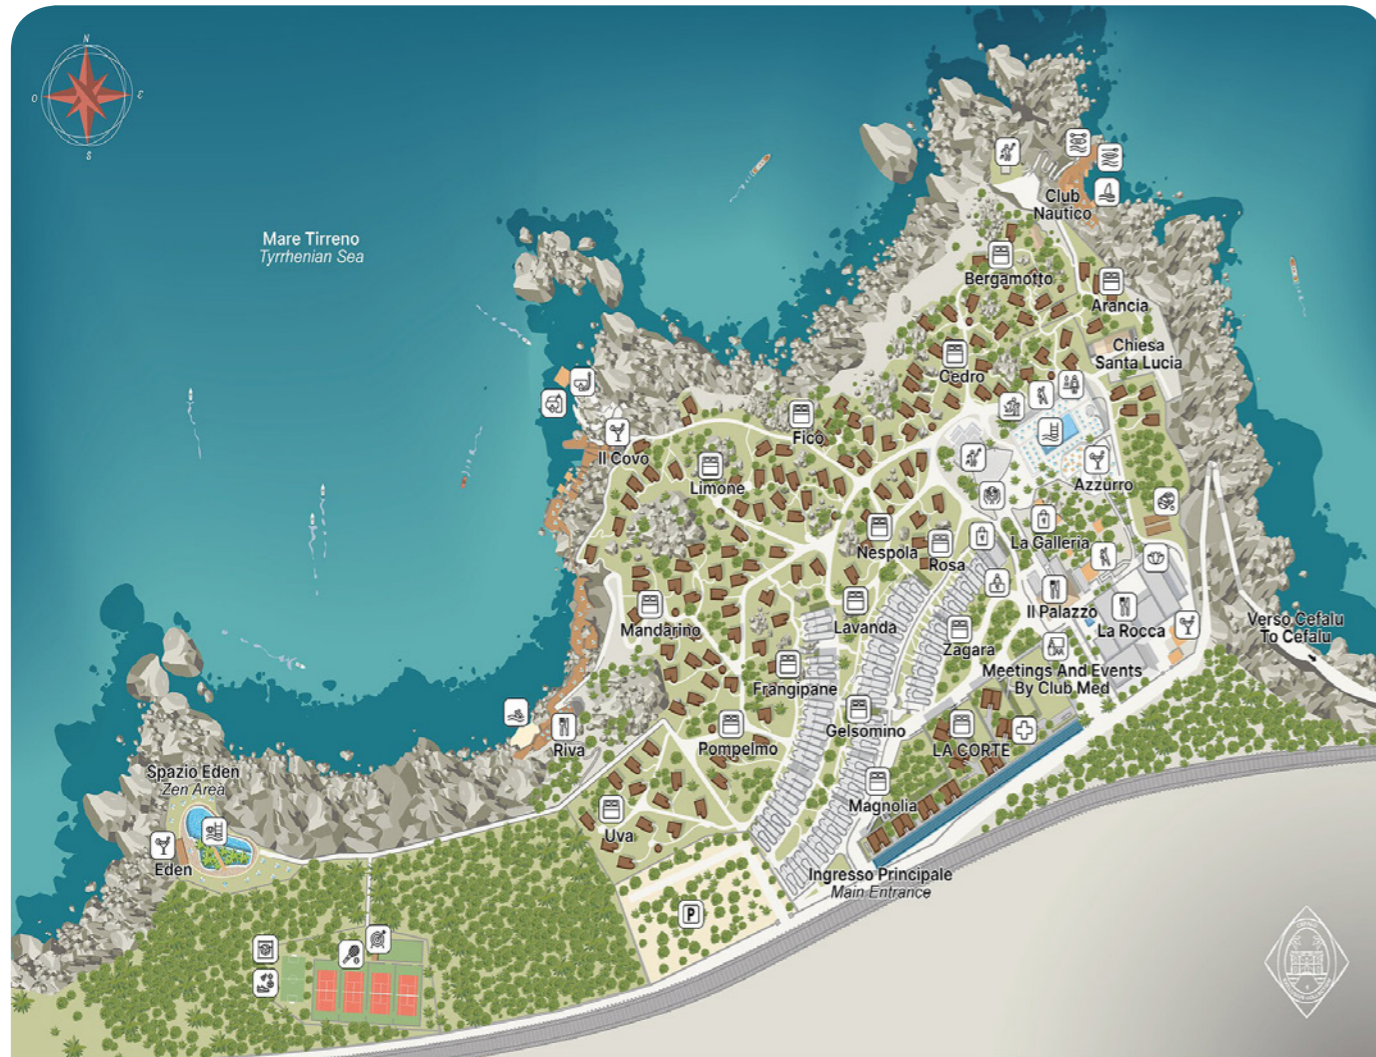 N
O
E
S
Mare Tirreno
Tyrrhenian Sea
Club
Nautico
Bergamotto
Arancia
Chiesa
Santa Lucia
Cedro
Fico
Il Covo
Limone
Azzurro
La Galleria
Nespola
Rosa
Il Palazzo
La Rocca
Verso Cefalu
To Cefalu
Mandarino
Lavanda
Zagara
Meetings And Events
By Club Med
Frangipane
Gelsomino
LA CORTE
Riva
Pompelmo
Spazio Eden
Zen Area
Magnolia
Uva
Eden
Ingresso Principale
Main Entrance
P